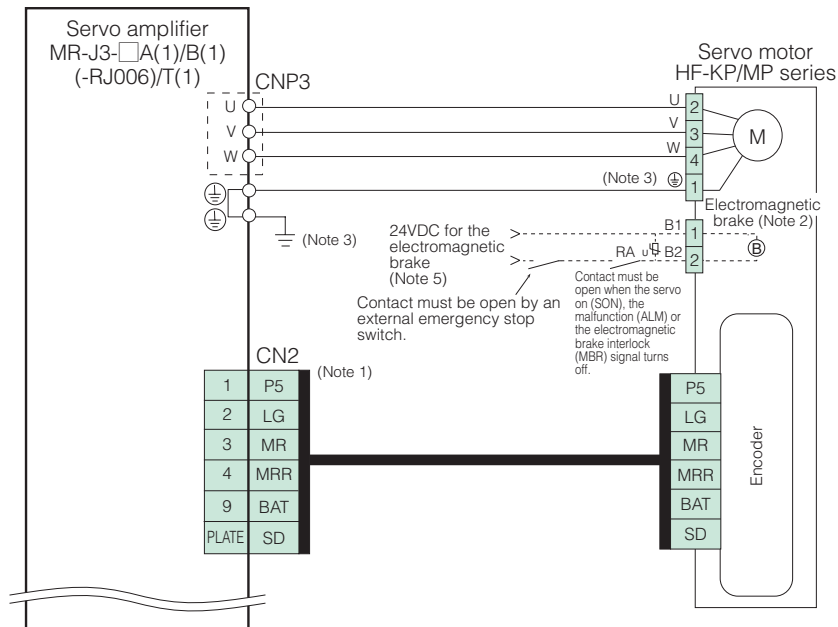 Servo amplifier
MR-J3-□A(1)/B(1)
(-RJ006)/T(1)
CNP3
Servo motor
HF-KP/MP series
U
V
W
U 2
V 3
W 4
(Note 3) 1
M
(Note 3)
24VDC for the
electromagnetic
brake
(Note 5)
Electromagnetic
brake (Note 2)
B1 1
RA U B2 2
B
Contact must be open by an
external emergency stop
switch.
Contact must be
open when the servo
on (SON), the
malfunction (ALM) or
the electromagnetic
brake interlock
(MBR) signal turns
off.
CN2
(Note 1)
1 P5
2 LG
3 MR
4 MRR
9 BAT
PLATE SD
P5
LG
MR
MRR
BAT
SD
Encoder